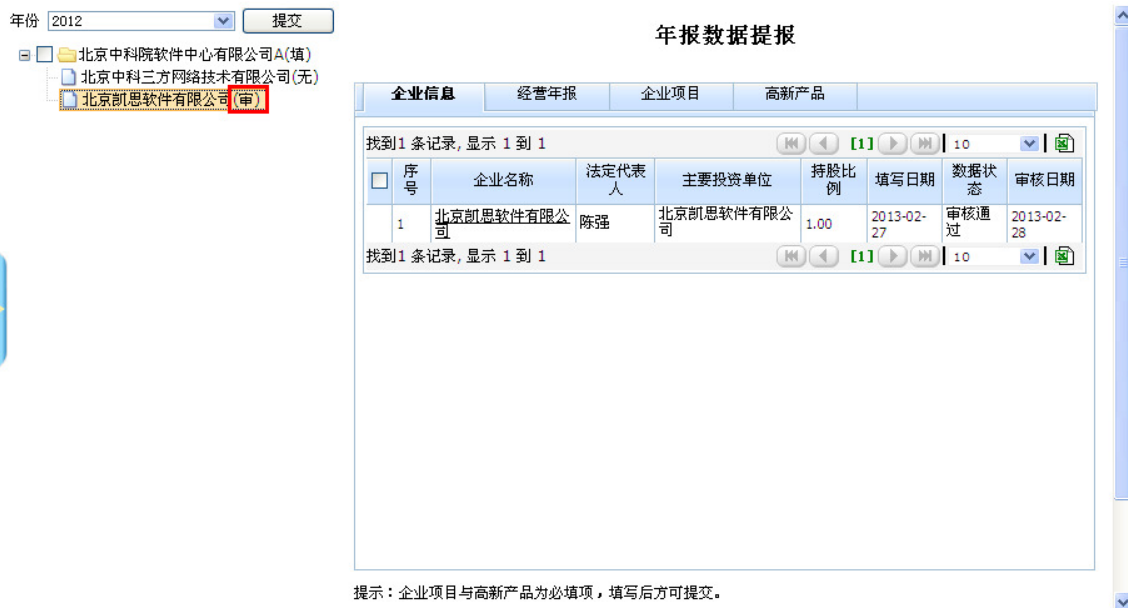 年份 2012 提交
北京中科院软件中心有限公司A(填)
北京中科三方网络技术有限公司(无)
北京凯思软件有限公司(审)
年报数据提报
企业信息 经营年报 企业项目 高新产品
找到1 条记录, 显示 1 到 1 [1] 10
序号 企业名称 法定代表人 主要投资单位 持股比例 填写日期 数据状态 审核日期
1 北京凯思软件有限公司 陈强 北京凯思软件有限公司 1.00 2013-02-27 审核通过 2013-02-28
找到1 条记录, 显示 1 到 1 [1] 10
提示：企业项目与高新产品为必填项，填写后方可提交。